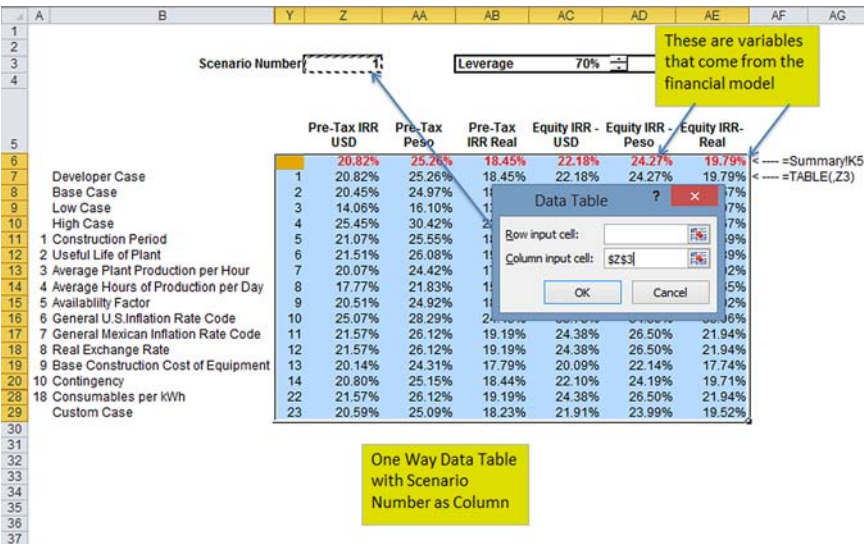 A B Y Z AA AB AC AD AE AF AG
1
2
3 Scenario Number 1 Leverage 70%
4
These are variables
that come from the
financial model
Pre-Tax IRR Pre-Tax Pre-Tax Equity IRR - Equity IRR - Equity IRR-
5 USD Peso IRR Real USD Peso Real
6 20.82% 25.26% 18.45% 22.18% 24.27% 19.79% < ---- =Summary!K5
7 Developer Case 1 20.82% 25.26% 18.45% 22.18% 24.27% 19.79% < ---- =TABLE(,Z3)
8 Base Case 2 20.45% 24.97%
9 Low Case 3 14.06% 16.10%
10 High Case 4 25.45% 30.42%
11 1 Construction Period 5 21.07% 25.55%
12 2 Useful Life of Plant 6 21.51% 26.08%
13 3 Average Plant Production per Hour 7 20.07% 24.42%
14 4 Average Hours of Production per Day 8 17.77% 21.83%
15 5 Availablilty Factor 9 20.51% 24.92%
16 6 General U.S.Inflation Rate Code 10 25.07% 28.29%
17 7 General Mexican Inflation Rate Code 11 21.57% 26.12% 19.19% 24.38% 26.50% 21.94%
18 8 Real Exchange Rate 12 21.57% 26.12% 19.19% 24.38% 26.50% 21.94%
19 9 Base Construction Cost of Equipment 13 20.14% 24.31% 17.79% 20.09% 22.14% 17.74%
20 10 Contingency 14 20.80% 25.15% 18.44% 22.10% 24.19% 19.71%
28 18 Consumables per kWh 22 21.57% 26.12% 19.19% 24.38% 26.50% 21.94%
29 Custom Case 23 20.59% 25.09% 18.23% 21.91% 23.99% 19.52%
Data Table ? ×
Row input cell:
Column input cell: $Z$3
OK Cancel
30
31
32
33
34
35
36
37
One Way Data Table
with Scenario
Number as Column